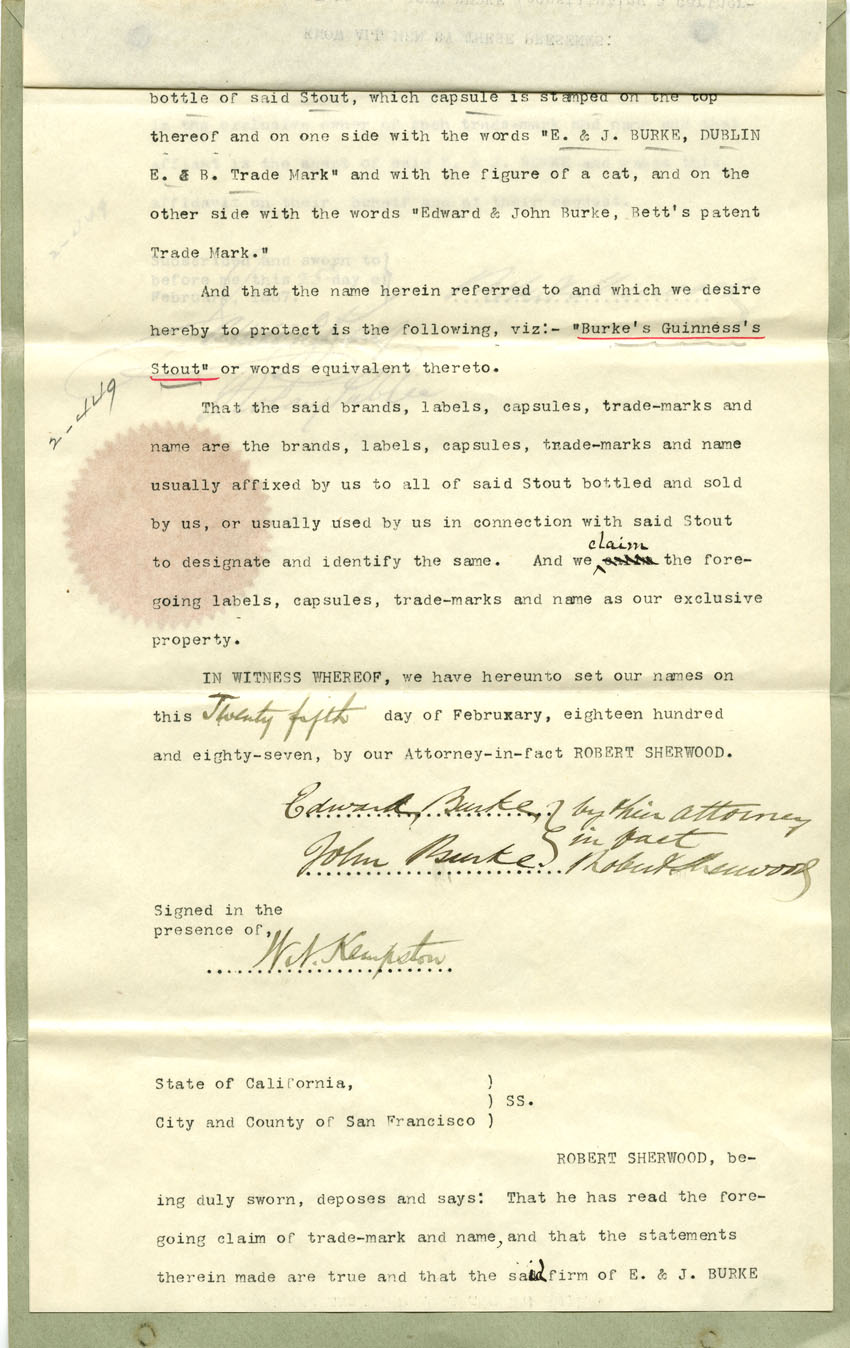 KNOW ALL MEN BY THESE PRESENTS:
bottle of said Stout, which capsule is stamped on the top
thereof and on one side with the words "E. & J. BURKE, DUBLIN
E. & B. Trade Mark" and with the figure of a cat, and on the
other side with the words "Edward & John Burke, Bett's patent
Trade Mark."
And that the name herein referred to and which we desire
hereby to protect is the following, viz:- "Burke's Guinness's
Stout" or words equivalent thereto.
2-449
That the said brands, labels, capsules, trade-marks and
name are the brands, labels, capsules, trade-marks and name
usually affixed by us to all of said Stout bottled and sold
by us, or usually used by us in connection with said Stout
to designate and identify the same. And we claim the fore-
going labels, capsules, trade-marks and name as our exclusive
property.
IN WITNESS WHEREOF, we have hereunto set our names on
this Twenty fifth day of Februxary, eighteen hundred
and eighty-seven, by our Attorney-in-fact ROBERT SHERWOOD.
Edward Burke, } by their attorney
in fact
John Burke. Robert Sherwood
Signed in the
presence of,
W. N. Kempston
State of California, )
) SS.
City and County of San Francisco )
ROBERT SHERWOOD, be-
ing duly sworn, deposes and says: That he has read the fore-
going claim of trade-mark and name, and that the statements
therein made are true and that the said firm of E. & J. BURKE